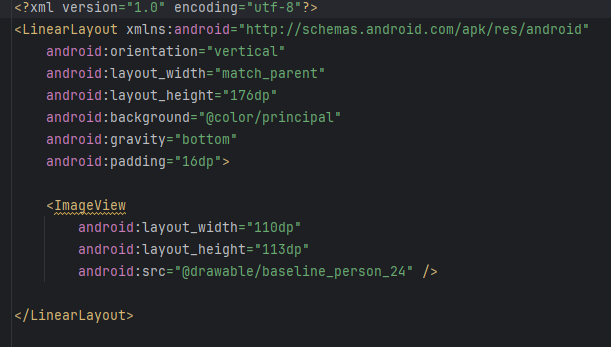 <?xml version="1.0" encoding="utf-8"?>
<LinearLayout xmlns:android="http://schemas.android.com/apk/res/android"
    android:orientation="vertical"
    android:layout_width="match_parent"
    android:layout_height="176dp"
    android:background="@color/principal"
    android:gravity="bottom"
    android:padding="16dp">

    <ImageView
        android:layout_width="110dp"
        android:layout_height="113dp"
        android:src="@drawable/baseline_person_24" />

</LinearLayout>